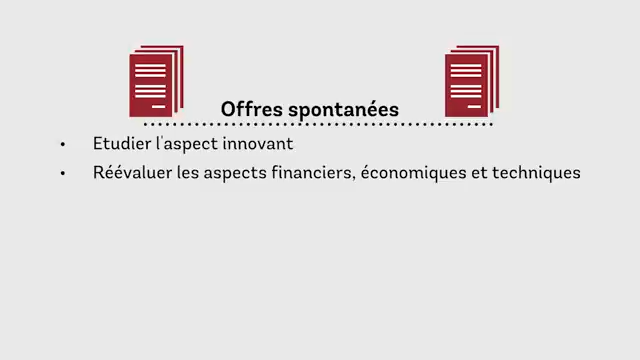 Offres spontanées
• Etudier l'aspect innovant
• Réévaluer les aspects financiers, économiques et techniques